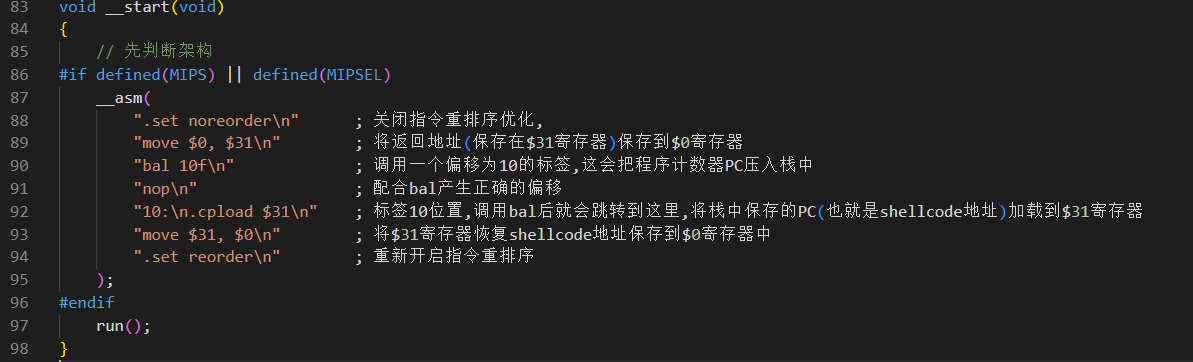 83 void __start(void)
84 {
85     // 先判断架构
86 #if defined(MIPS) || defined(MIPSEL)
87     __asm(
88         ".set noreorder\n"      ; 关闭指令重排序优化,
89         "move $0, $31\n"        ; 将返回地址(保存在$31寄存器)保存到$0寄存器
90         "bal 10f\n"             ; 调用一个偏移为10的标签,这会把程序计数器PC压入栈中
91         "nop\n"                 ; 配合bal产生正确的偏移
92         "10:\n.cpload $31\n"    ; 标签10位置,调用bal后就会跳转到这里,将栈中保存的PC(也就是shellcode地址)加载到$31寄存器
93         "move $31, $0\n"        ; 将$31寄存器恢复shellcode地址保存到$0寄存器中
94         ".set reorder\n"        ; 重新开启指令重排序
95     );
96 #endif
97     run();
98 }